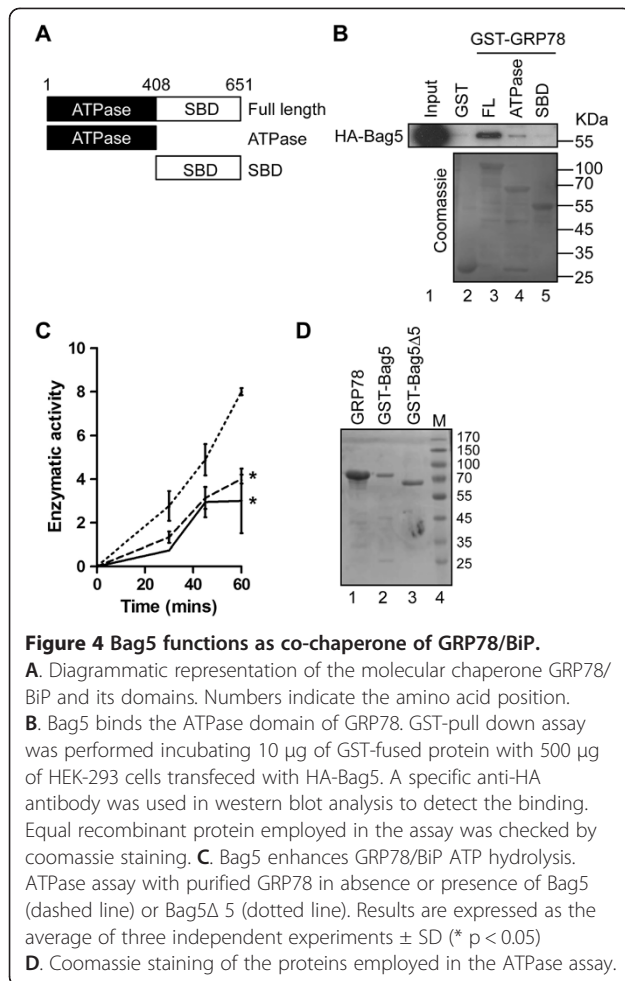 A
1 408 651
ATPase SBD Full length
ATPase ATPase
SBD SBD
B
GST-GRP78
Input GST FL ATPase SBD
KDa
HA-Bag5 55
Coomassie
100
70
55
45
35
25
1 2 3 4 5
C
Enzymatic activity
10
8
6
4
2
0
*
*
0 20 40 60
Time (mins)
D
GRP78 GST-Bag5 GST-Bag5Δ5 M
170
150
100
70
55
45
35
25
1 2 3 4
Figure 4 Bag5 functions as co-chaperone of GRP78/BiP.
A. Diagrammatic representation of the molecular chaperone GRP78/
BiP and its domains. Numbers indicate the amino acid position.
B. Bag5 binds the ATPase domain of GRP78. GST-pull down assay
was performed incubating 10 μg of GST-fused protein with 500 μg
of HEK-293 cells transfeced with HA-Bag5. A specific anti-HA
antibody was used in western blot analysis to detect the binding.
Equal recombinant protein employed in the assay was checked by
coomassie staining. C. Bag5 enhances GRP78/BiP ATP hydrolysis.
ATPase assay with purified GRP78 in absence or presence of Bag5
(dashed line) or Bag5Δ 5 (dotted line). Results are expressed as the
average of three independent experiments ± SD (* p < 0.05)
D. Coomassie staining of the proteins employed in the ATPase assay.